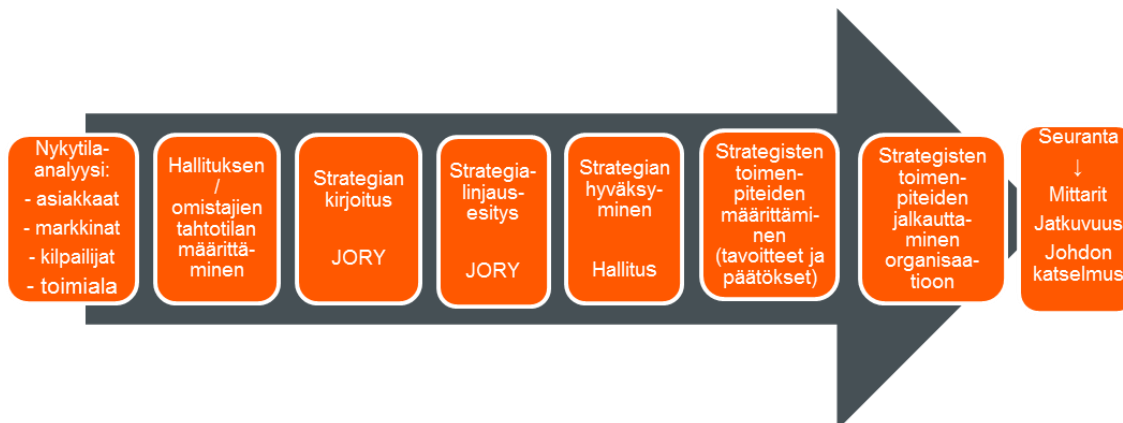 Nykytila-
analyysi:
- asiakkaat
- markkinat
- kilpailijat
- toimiala
Hallituksen
/
omistajien
tahtotilan
määrittä-
minen
Strategian
kirjoitus
JORY
Strategia-
linjaus-
esitys
JORY
Strategian
hyväksy-
minen
Hallitus
Strategisten
toimen-
piteiden
määrittämi-
nen
(tavoitteet ja
päätökset)
Strategisten
toimen-
piteiden
jalkautta-
minen
organisaa-
tioon
Seuranta
↓
Mittarit
Jatkuvuus
Johdon
katselmus